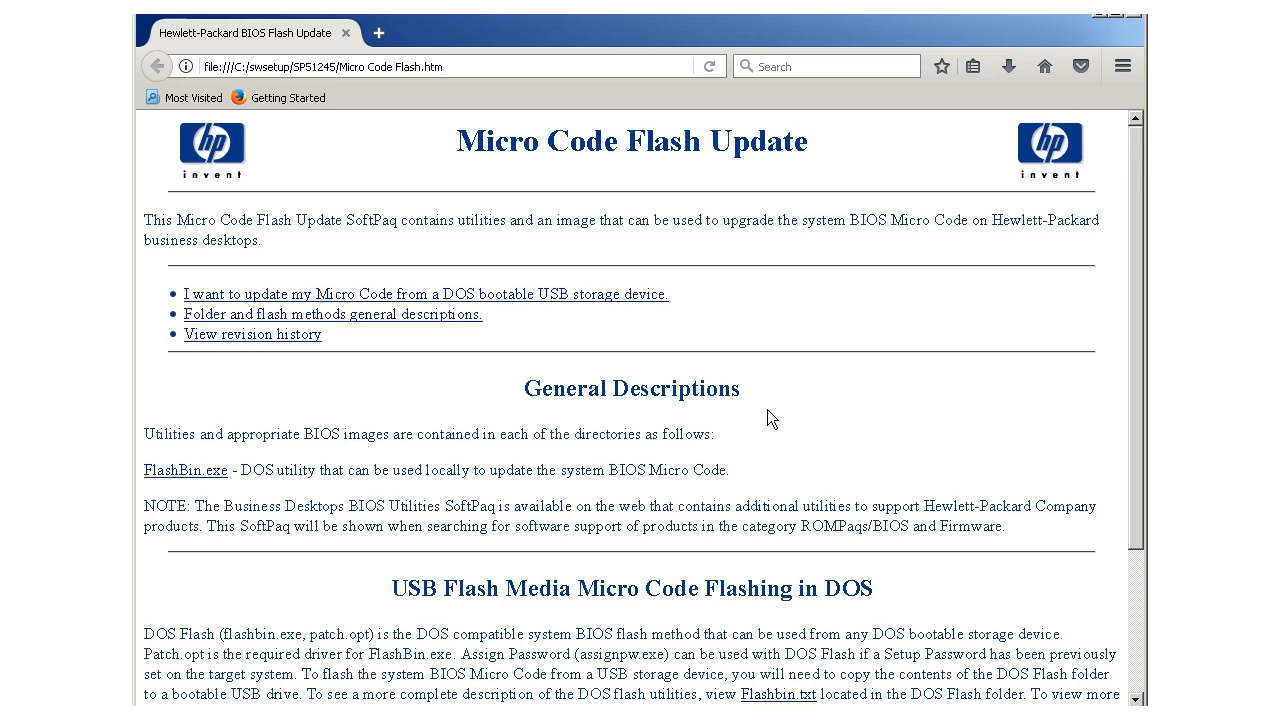 Hewlett-Packard BIOS Flash Update
file:///C:/swsetup/SP51245/Micro Code Flash.htm
Search
Most Visited
Getting Started
hp
invent
Micro Code Flash Update
hp
invent
This Micro Code Flash Update SoftPaq contains utilities and an image that can be used to upgrade the system BIOS Micro Code on Hewlett-Packard
business desktops.
I want to update my Micro Code from a DOS bootable USB storage device.
Folder and flash methods general descriptions.
View revision history
General Descriptions
Utilities and appropriate BIOS images are contained in each of the directories as follows:
FlashBin.exe - DOS utility that can be used locally to update the system BIOS Micro Code.
NOTE: The Business Desktops BIOS Utilities SoftPaq is available on the web that contains additional utilities to support Hewlett-Packard Company
products. This SoftPaq will be shown when searching for software support of products in the category ROMPaqs/BIOS and Firmware.
USB Flash Media Micro Code Flashing in DOS
DOS Flash (flashbin.exe, patch.opt) is the DOS compatible system BIOS flash method that can be used from any DOS bootable storage device.
Patch.opt is the required driver for FlashBin.exe. Assign Password (assignpw.exe) can be used with DOS Flash if a Setup Password has been previously
set on the target system. To flash the system BIOS Micro Code from a USB storage device, you will need to copy the contents of the DOS Flash folder
to a bootable USB drive. To see a more complete description of the DOS flash utilities, view Flashbin.txt located in the DOS Flash folder. To view more